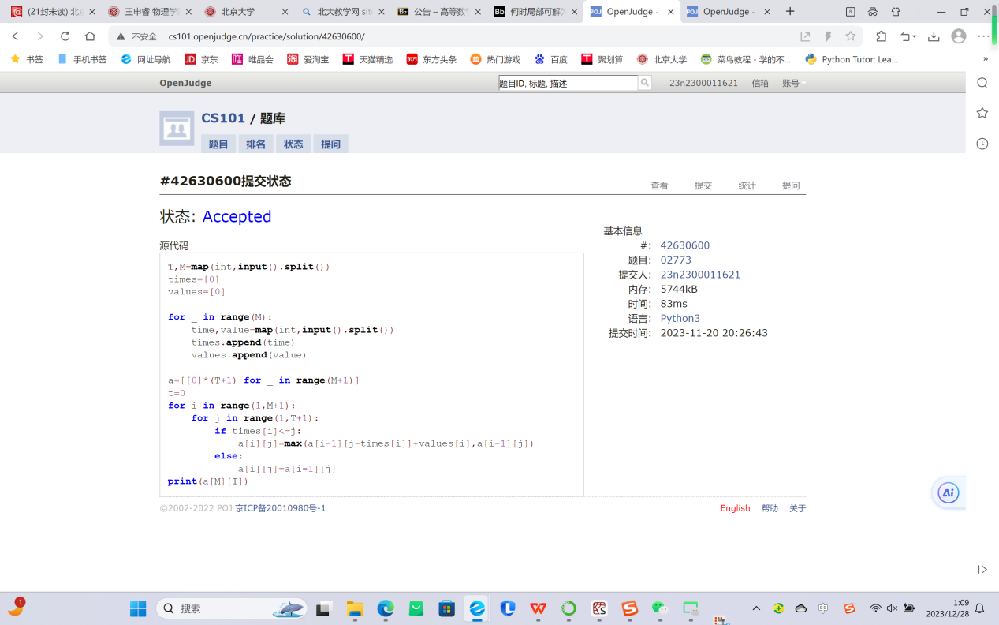 (21封未读) 北京
王申睿 物理学
北京大学
北大教学网 site
公告 – 高等数学
何时局部可解
OpenJudge -
OpenJudge -
不安全
cs101.openjudge.cn/practice/solution/42630600/
书签
手机书签
网址导航
京东
唯品会
爱淘宝
天猫精选
东方头条
热门游戏
百度
聚划算
北京大学
菜鸟教程 - 学的不...
Python Tutor: Lea...
»
OpenJudge
题目ID, 标题, 描述
23n2300011621
信箱
账号
CS101 / 题库
题目
排名
状态
提问
#42630600提交状态
查看
提交
统计
提问
状态: Accepted
源代码
T,M=map(int,input().split())
times=[0]
values=[0]
for _ in range(M):
    time,value=map(int,input().split())
    times.append(time)
    values.append(value)
a=[[0]*(T+1) for _ in range(M+1)]
t=0
for i in range(1,M+1):
    for j in range(1,T+1):
        if times[i]<=j:
            a[i][j]=max(a[i-1][j-times[i]]+values[i],a[i-1][j])
        else:
            a[i][j]=a[i-1][j]
print(a[M][T])
基本信息
#: 42630600
题目: 02773
提交人: 23n2300011621
内存: 5744kB
时间: 83ms
语言: Python3
提交时间: 2023-11-20 20:26:43
©2002-2022 POJ 京ICP备20010980号-1
English
帮助
关于
Ai
1
搜索
中
1:09
2023/12/28